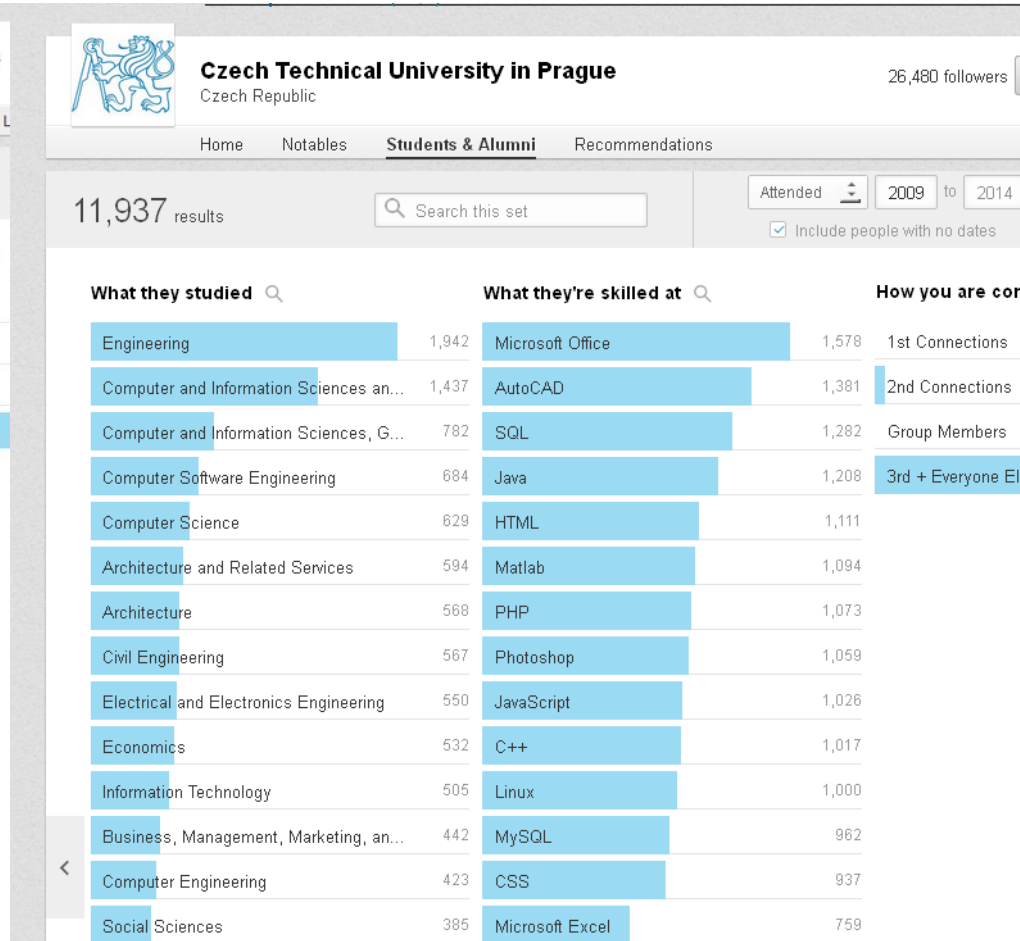 Czech Technical University in Prague
Czech Republic
26,480 followers
Home Notables Students & Alumni Recommendations
11,937 results
Search this set
Attended 2009 to 2014
Include people with no dates
What they studied
Engineering 1,942
Computer and Information Sciences an... 1,437
Computer and Information Sciences, G... 782
Computer Software Engineering 684
Computer Science 629
Architecture and Related Services 594
Architecture 568
Civil Engineering 567
Electrical and Electronics Engineering 550
Economics 532
Information Technology 505
Business, Management, Marketing, an... 442
Computer Engineering 423
Social Sciences 385
What they're skilled at
Microsoft Office 1,578
AutoCAD 1,381
SQL 1,282
Java 1,208
HTML 1,111
Matlab 1,094
PHP 1,073
Photoshop 1,059
JavaScript 1,026
C++ 1,017
Linux 1,000
MySQL 962
CSS 937
Microsoft Excel 759
How you are con
1st Connections
2nd Connections
Group Members
3rd + Everyone El